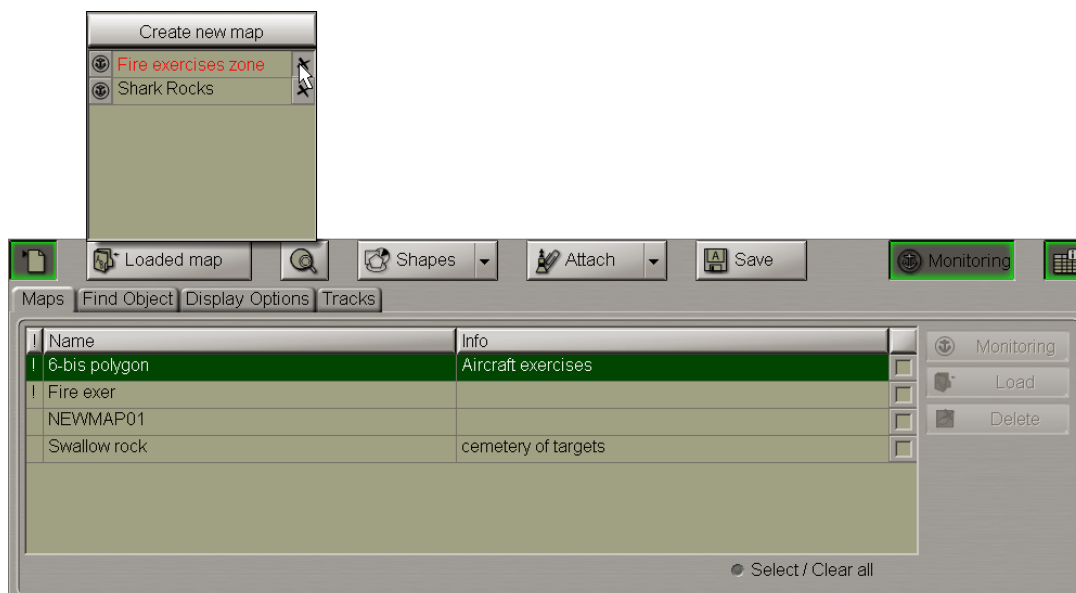 Create new map
Fire exercises zone
Shark Rocks
Loaded map Shapes Attach A Save Monitoring
Maps Find Object Display Options Tracks
! Name Info
! 6-bis polygon Aircraft exercises
! Fire exer
NEWMAP01
Swallow rock cemetery of targets
Monitoring
Load
Delete
Select / Clear all